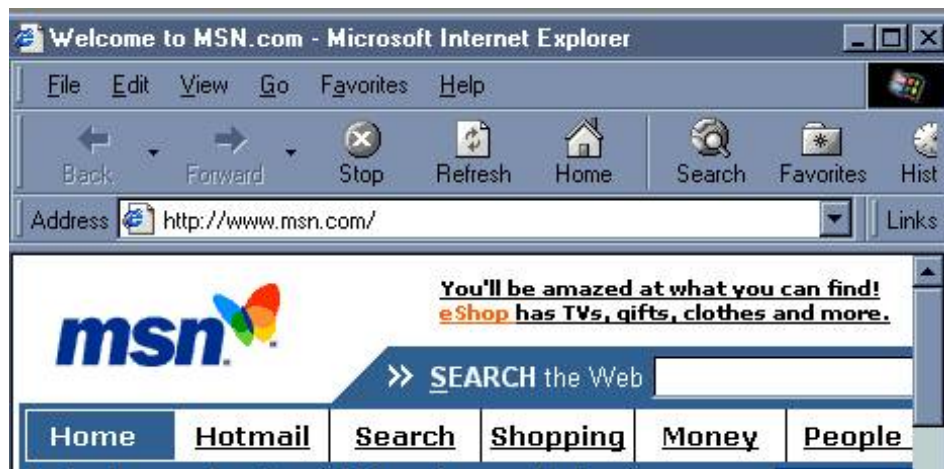 Welcome to MSN.com - Microsoft Internet Explorer
File Edit View Go Favorites Help
Back Forward Stop Refresh Home Search Favorites Hist
Address http://www.msn.com/ Links
You'll be amazed at what you can find!
eShop has TVs, gifts, clothes and more.
msn
SEARCH the Web
Home Hotmail Search Shopping Money People